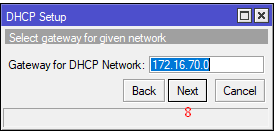 DHCP Setup
Select gateway for given network
Gateway for DHCP Network: 172.16.70.0
Back Next Cancel
8